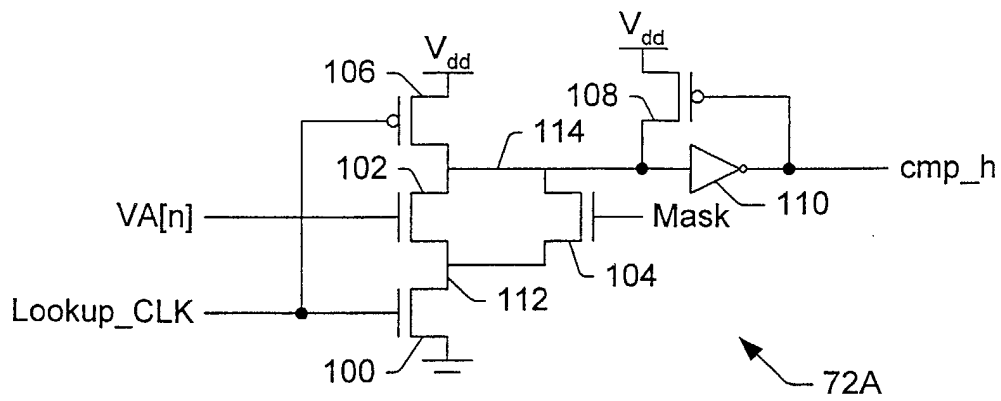 V_dd
106
V_dd
108
114
102
cmp_h
110
VA[n]
Mask
104
112
Lookup_CLK
100
72A